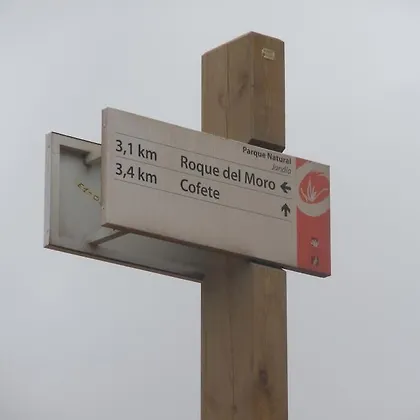 Parque Natural
Jandía
3,1 km Roque del Moro ←
3,4 km Cofete ↑